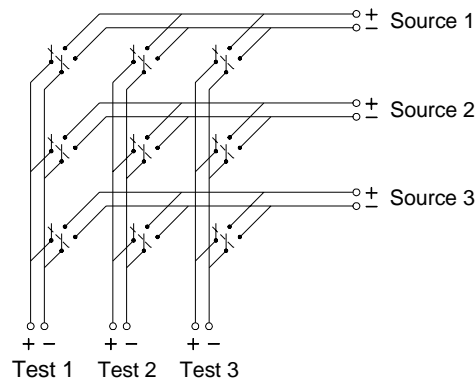 +
− Source 1
+
− Source 2
+
− Source 3
+ − + − + −
Test 1 Test 2 Test 3